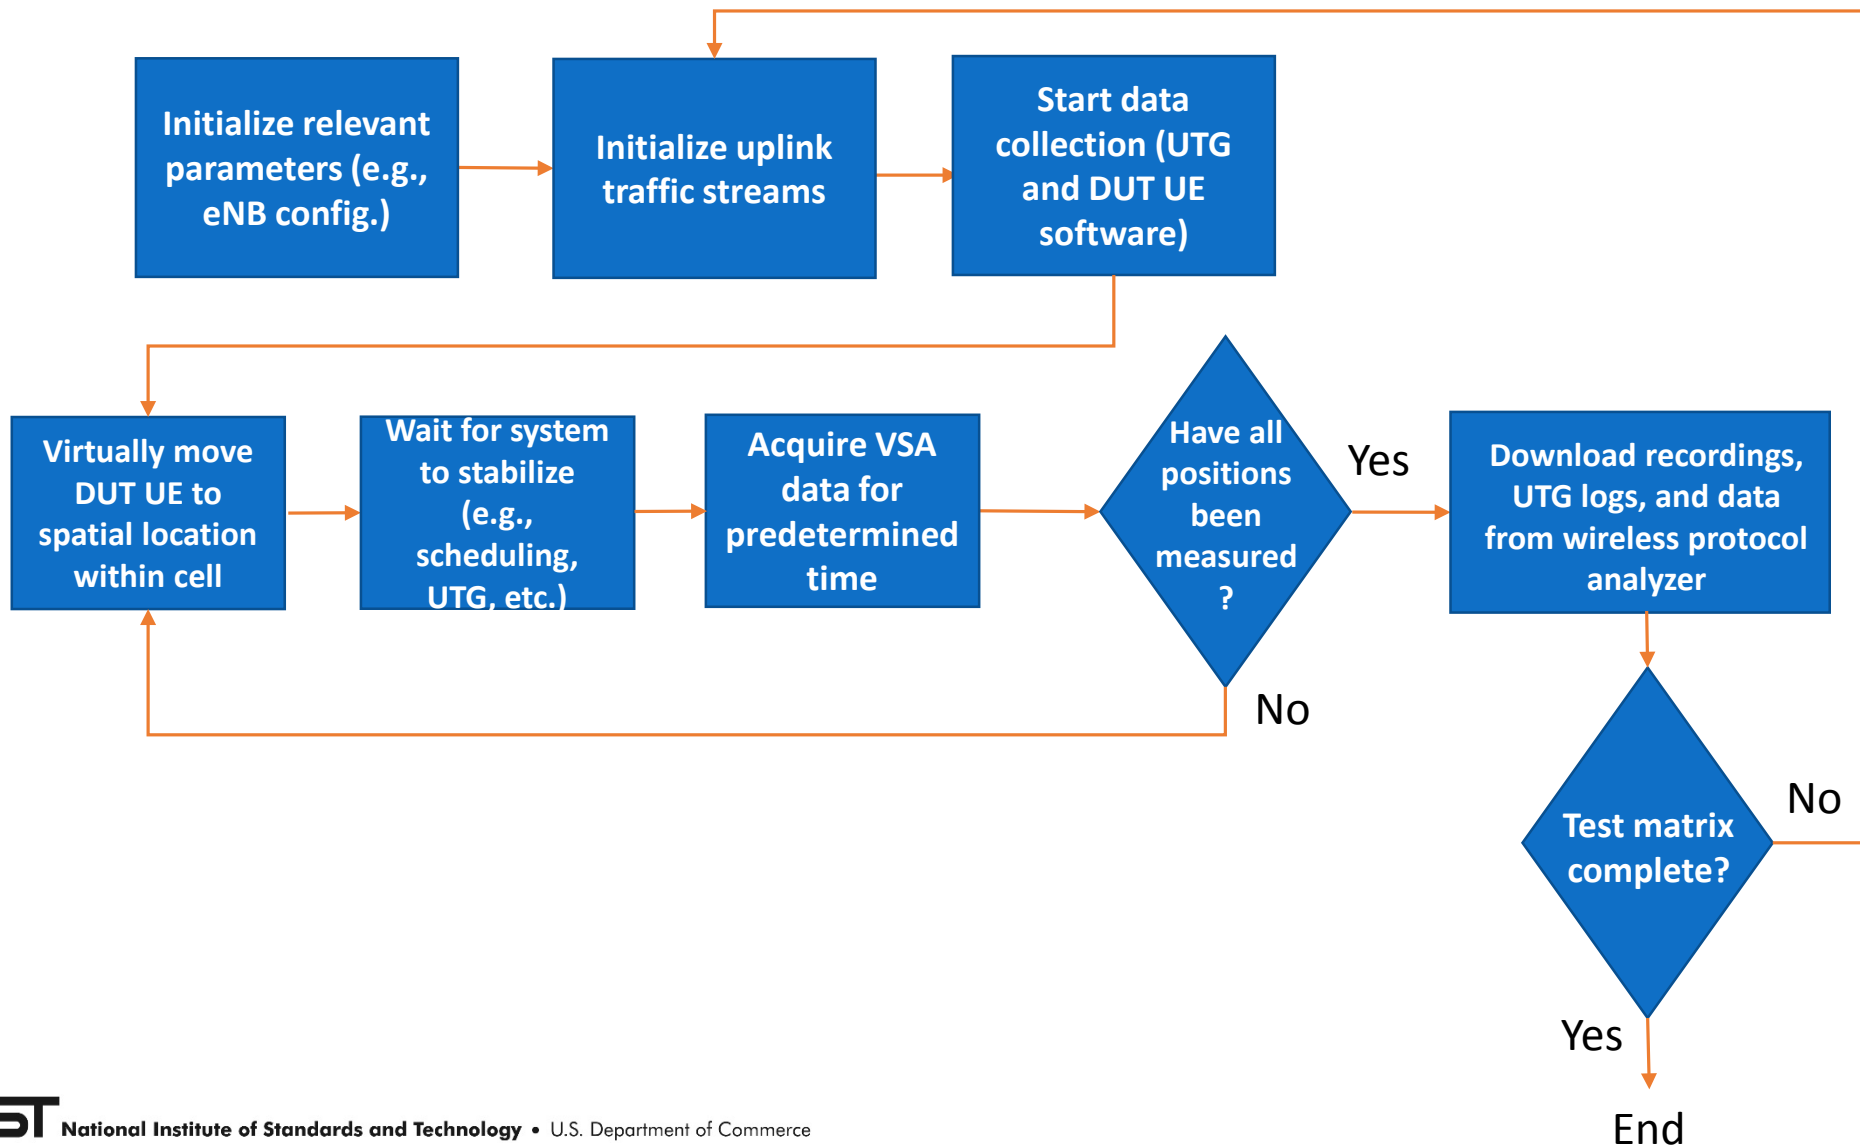 Initialize relevant
parameters (e.g.,
eNB config.)
Initialize uplink
traffic streams
Start data
collection (UTG
and DUT UE
software)
Virtually move
DUT UE to
spatial location
within cell
Wait for system
to stabilize
(e.g.,
scheduling,
UTG, etc.)
Acquire VSA
data for
predetermined
time
Have all
positions
been
measured
?
Yes
No
Download recordings,
UTG logs, and data
from wireless protocol
analyzer
Test matrix
complete?
No
Yes
End
ST National Institute of Standards and Technology • U.S. Department of Commerce